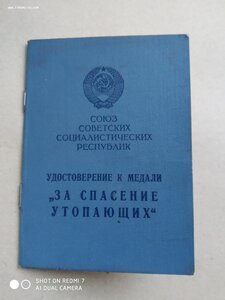 СОЮЗ
СОВЕТСКИХ
СОЦИАЛИСТИЧЕСКИХ
РЕСПУБЛИК
УДОСТОВЕРЕНИЕ К МЕДАЛИ
„ЗА СПАСЕНИЕ
УТОПАЮЩИХ“
SHOT ON REDMI 7
AI DUAL CAMERA